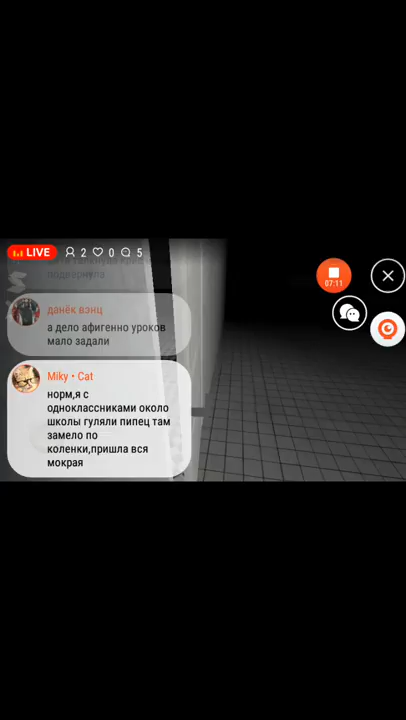 LIVE 2 0 5
подвернула
данёк вэнц
а дело афигенно уроков
мало задали
Miky • Cat
норм,я с
одноклассниками около
школы гуляли пипец там
замело по
коленки,пришла вся
мокрая
07:11